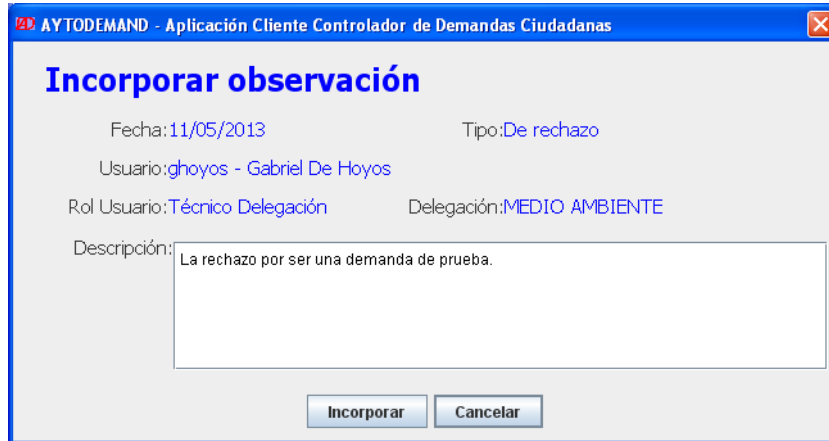 AYTODEMAND - Aplicación Cliente Controlador de Demandas Ciudadanas
Incorporar observación
Fecha:11/05/2013 Tipo:De rechazo
Usuario:ghoyos - Gabriel De Hoyos
Rol Usuario:Técnico Delegación Delegación:MEDIO AMBIENTE
Descripción:
La rechazo por ser una demanda de prueba.
Incorporar Cancelar